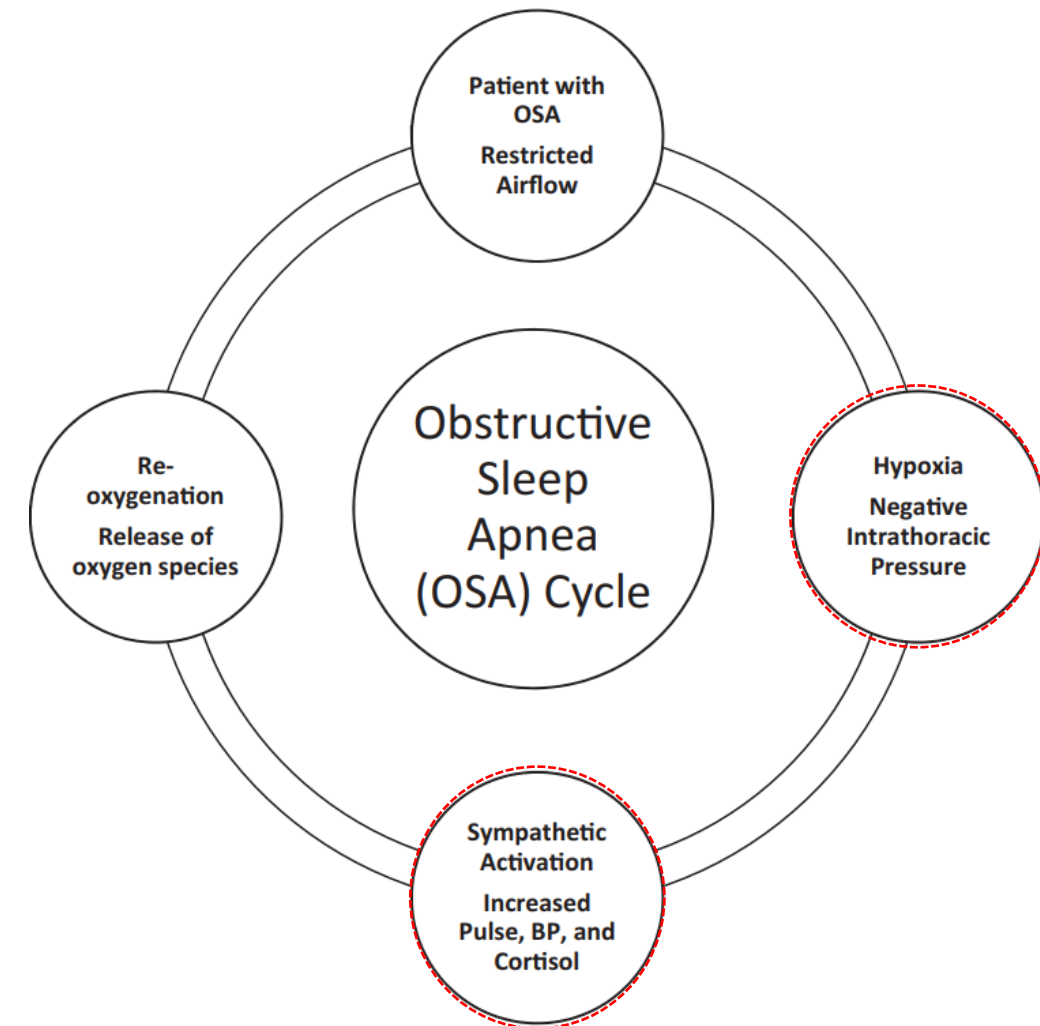 Patient with
OSA
Restricted
Airflow
Hypoxia
Negative
Intrathoracic
Pressure
Sympathetic
Activation
Increased
Pulse, BP, and
Cortisol
Re-
oxygenation
Release of
oxygen species
Obstructive
Sleep
Apnea
(OSA) Cycle